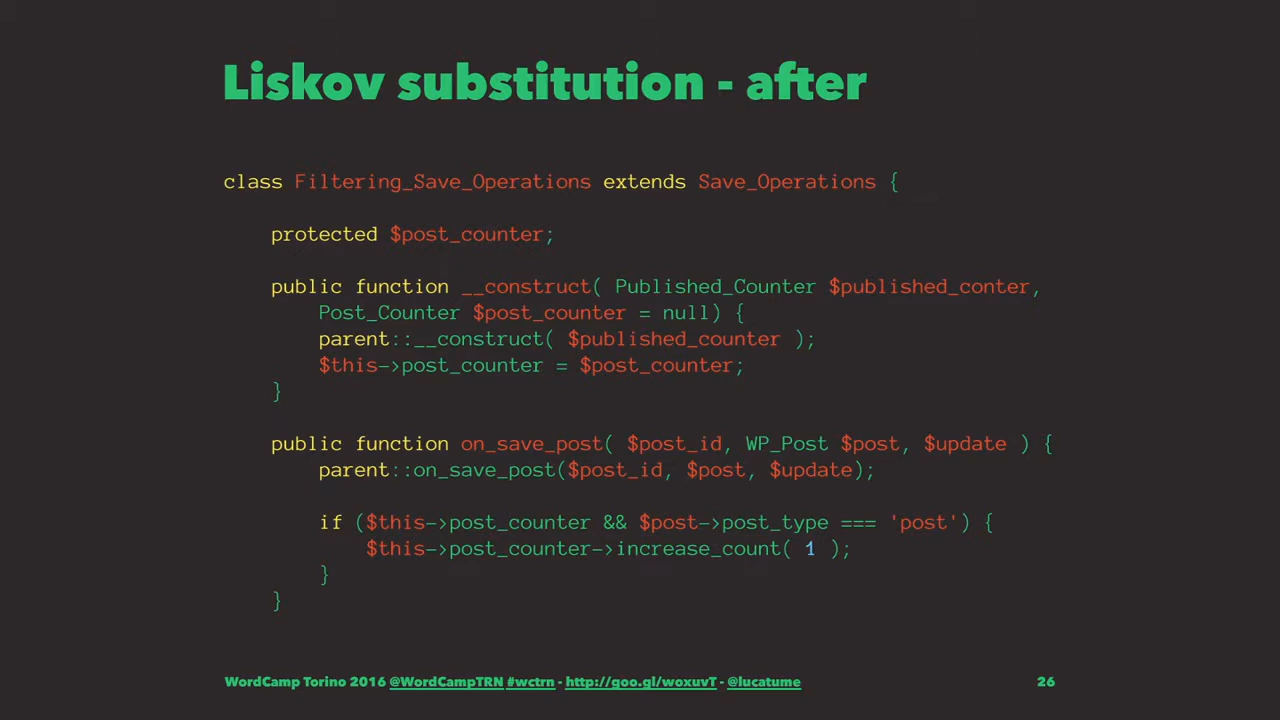 Liskov substitution - after
class Filtering_Save_Operations extends Save_Operations {
protected $post_counter;
public function __construct( Published_Counter $published_conter,
Post_Counter $post_counter = null) {
parent::__construct( $published_counter );
$this->post_counter = $post_counter;
}
public function on_save_post( $post_id, WP_Post $post, $update ) {
parent::on_save_post($post_id, $post, $update);
if ($this->post_counter && $post->post_type === 'post') {
$this->post_counter->increase_count( 1 );
}
}
WordCamp Torino 2016 @WordCampTRN #wctrn - http://goo.gl/woxuvT - @lucatume 26